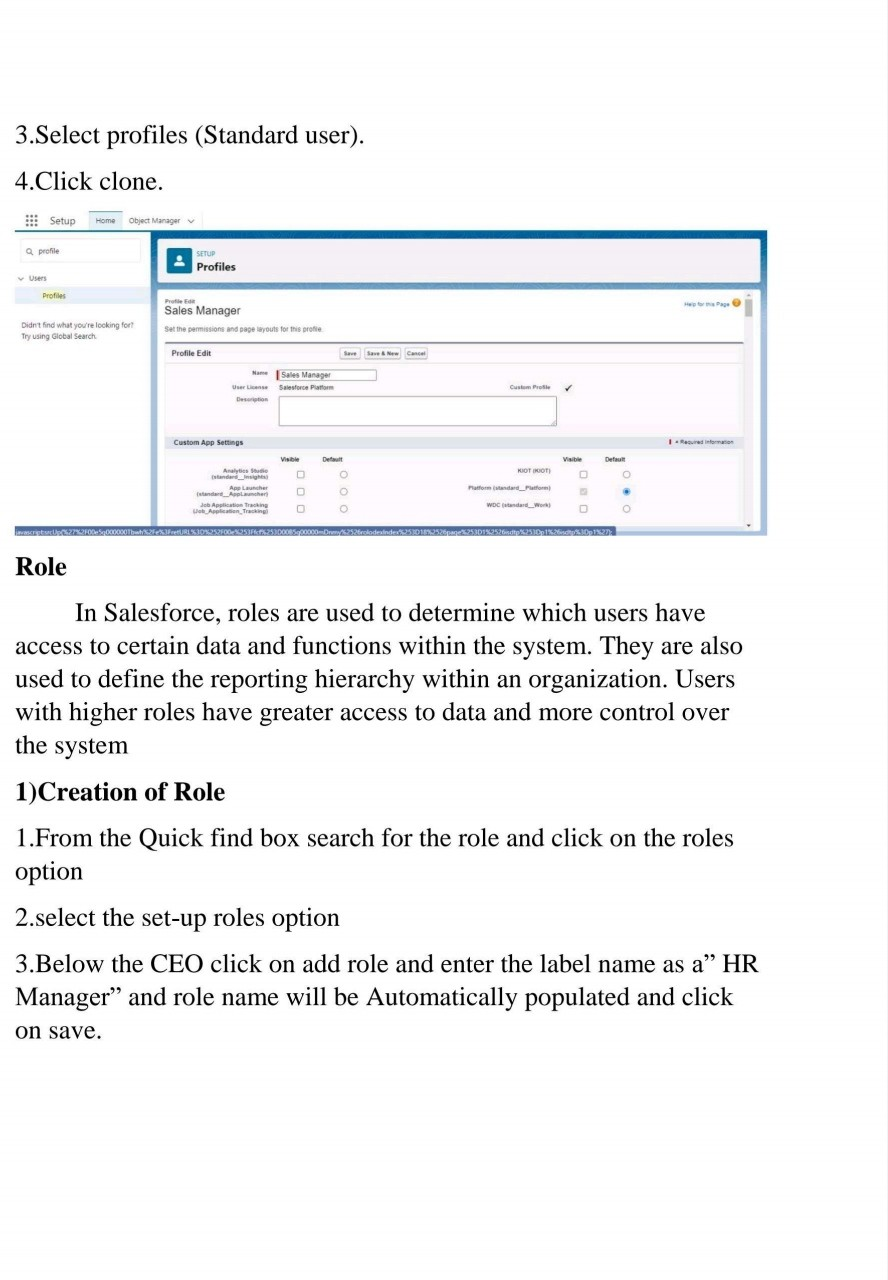 3.Select profiles (Standard user).
4.Click clone.
Setup Home Object Manager
profile
Users
Profiles
Didn't find what you're looking for?
Try using Global Search.
SETUP
Profiles
Profile Edit
Sales Manager
Help for this Page
Set the permissions and page layouts for this profile.
Profile Edit Save Save & New Cancel
Name Sales Manager
User License Salesforce Platform Custom Profile
Description
Custom App Settings = Required Information
Visible Default Visible Default
Analytics Studio
(standard__Insights)
KIOT (KIOT)
App Launcher
(standard__AppLauncher)
Platform (standard__Platform)
Job Application Tracking
(Job_Application_Tracking)
WDC (standard__Work)
Role
In Salesforce, roles are used to determine which users have
access to certain data and functions within the system. They are also
used to define the reporting hierarchy within an organization. Users
with higher roles have greater access to data and more control over
the system
1)Creation of Role
1.From the Quick find box search for the role and click on the roles
option
2.select the set-up roles option
3.Below the CEO click on add role and enter the label name as a” HR
Manager” and role name will be Automatically populated and click
on save.